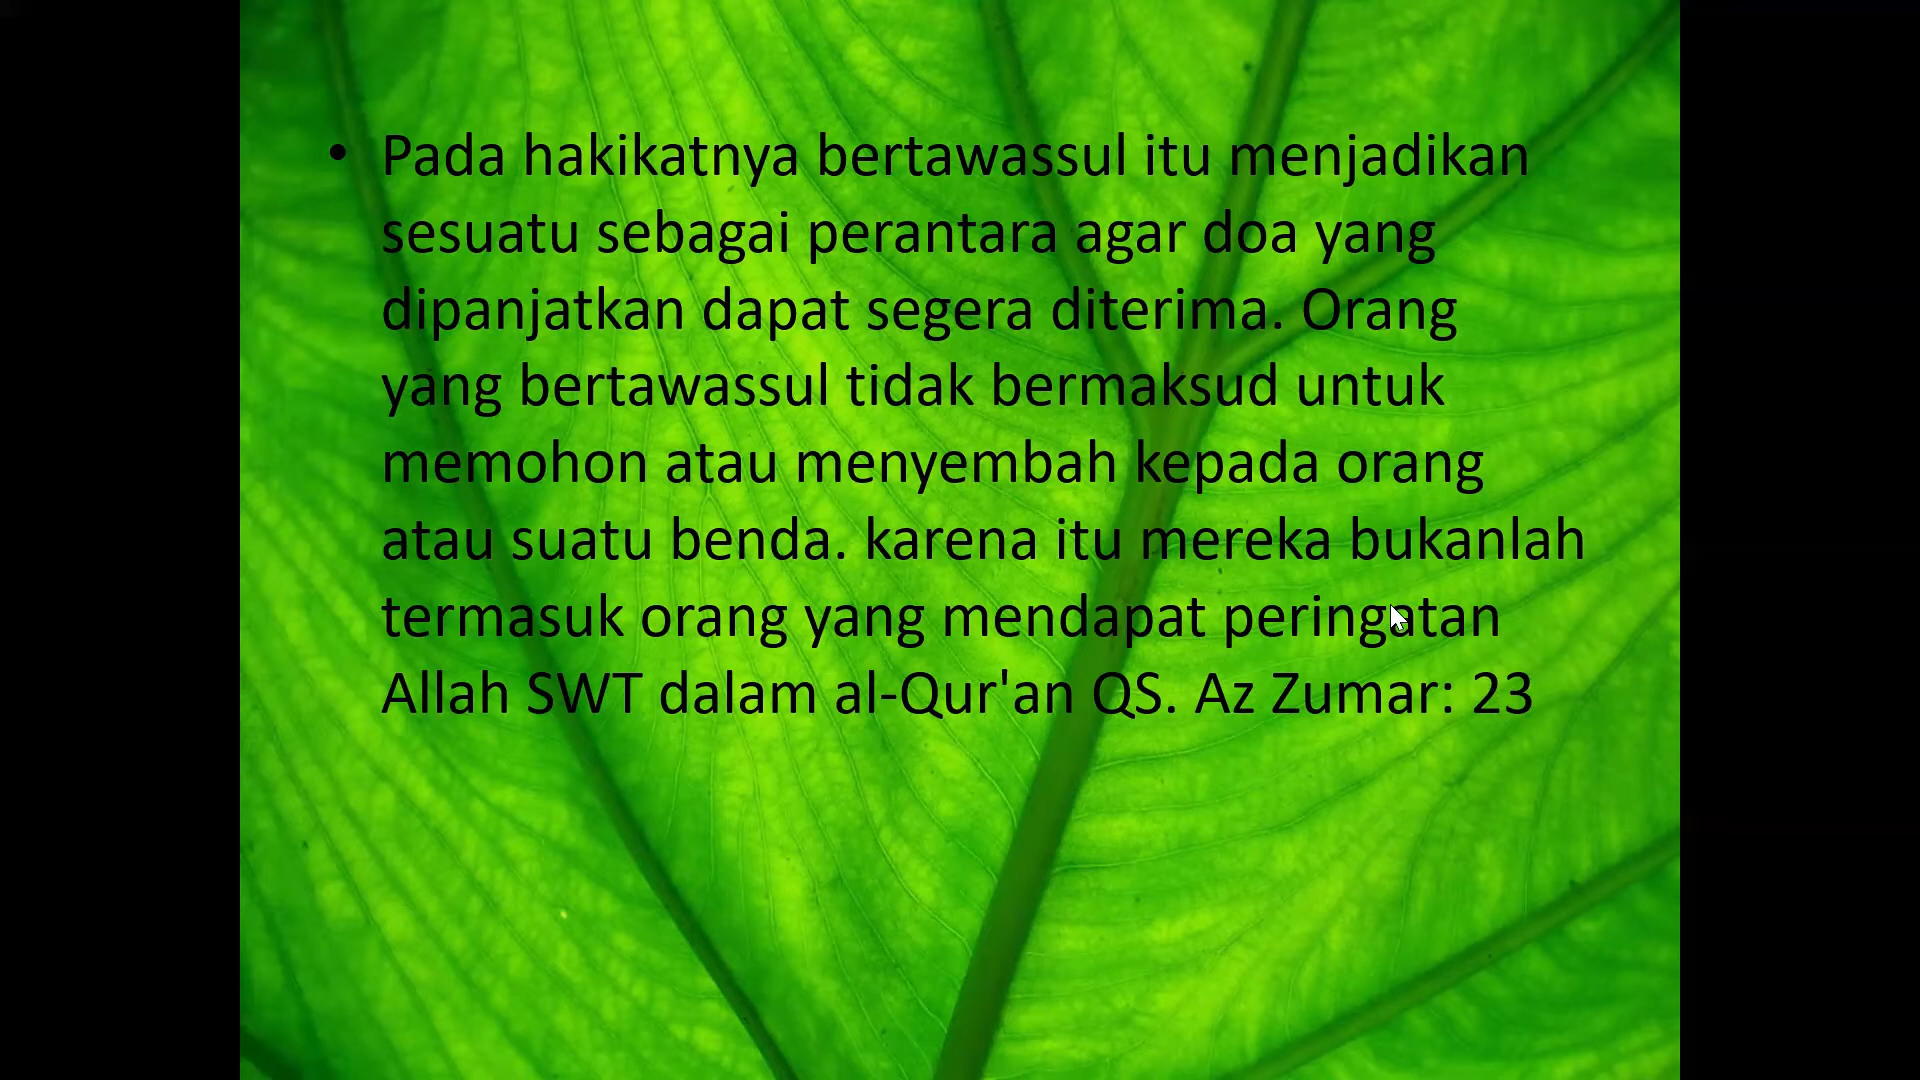 • Pada hakikatnya bertawassul itu menjadikan
sesuatu sebagai perantara agar doa yang
dipanjatkan dapat segera diterima. Orang
yang bertawassul tidak bermaksud untuk
memohon atau menyembah kepada orang
atau suatu benda. karena itu mereka bukanlah
termasuk orang yang mendapat peringatan
Allah SWT dalam al-Qur'an QS. Az Zumar: 23